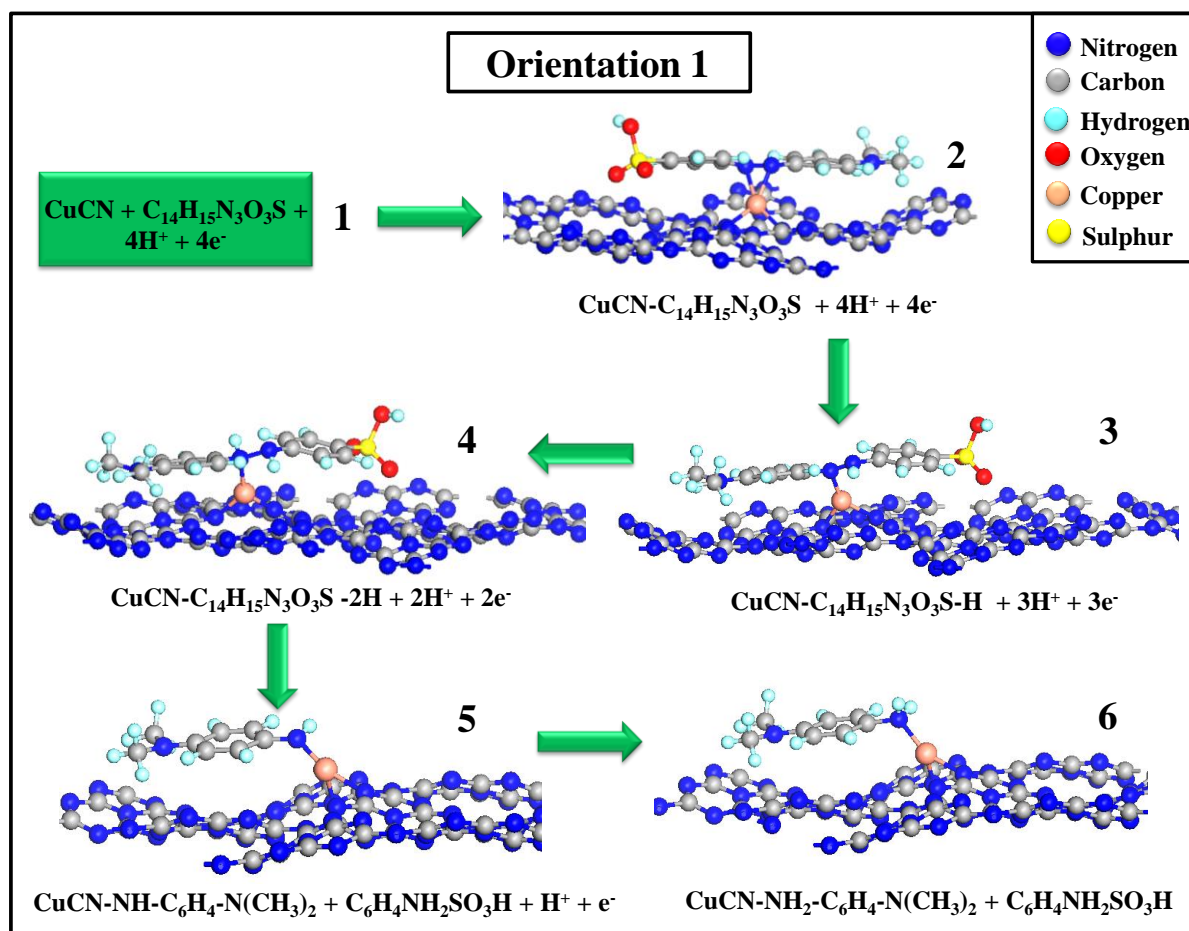 Orientation 1
Nitrogen
Carbon
Hydrogen
Oxygen
Copper
Sulphur
CuCN + C₁₄H₁₅N₃O₃S +
4H⁺ + 4e⁻
1
2
CuCN-C₁₄H₁₅N₃O₃S + 4H⁺ + 4e⁻
4
3
CuCN-C₁₄H₁₅N₃O₃S -2H + 2H⁺ + 2e⁻
CuCN-C₁₄H₁₅N₃O₃S-H + 3H⁺ + 3e⁻
5
6
CuCN-NH-C₆H₄-N(CH₃)₂ + C₆H₄NH₂SO₃H + H⁺ + e⁻
CuCN-NH₂-C₆H₄-N(CH₃)₂ + C₆H₄NH₂SO₃H